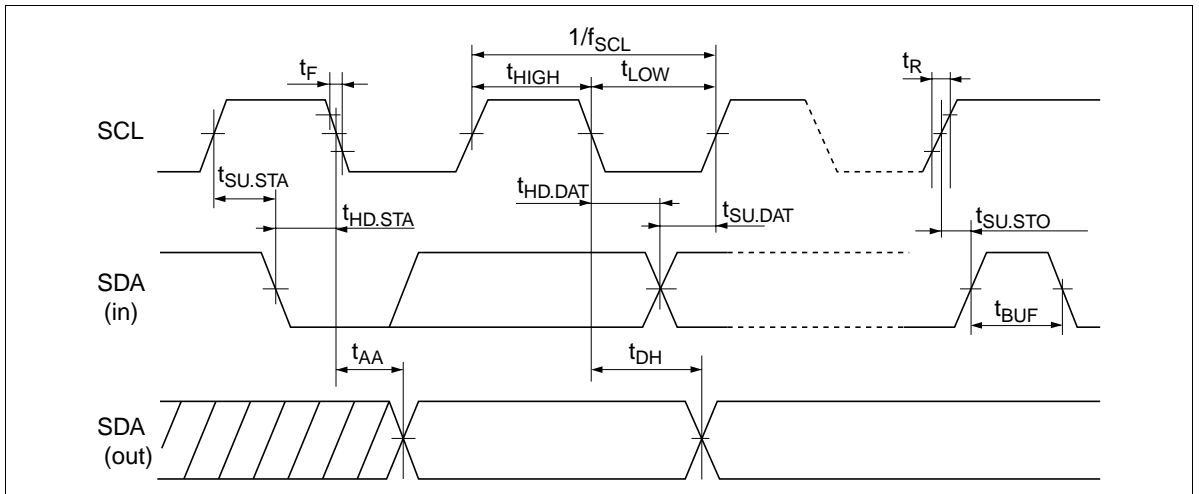 1/fSCL
tF
tHIGH
tLOW
tR
SCL
tSU.STA
tHD.STA
tHD.DAT
tSU.DAT
tSU.STO
SDA
(in)
tBUF
tAA
tDH
SDA
(out)